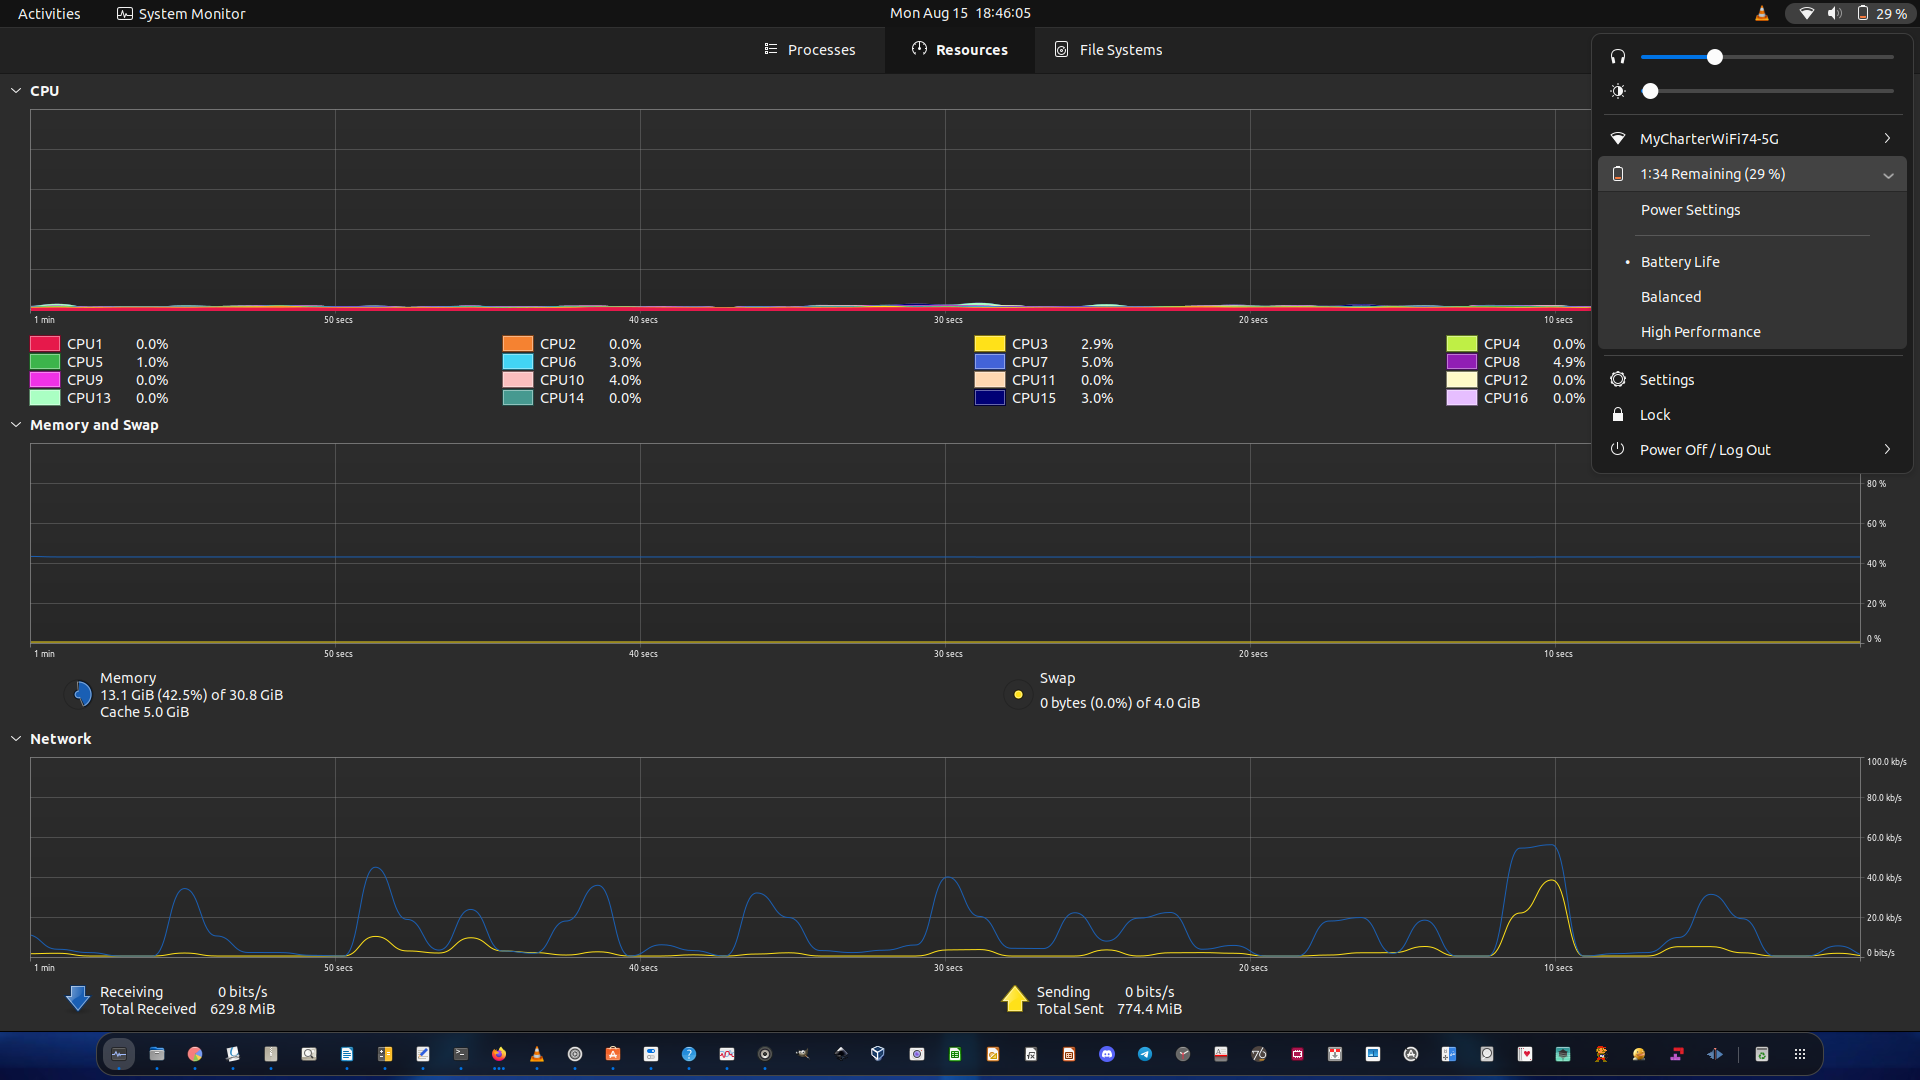 Activities System Monitor Mon Aug 15 18:46:05 29 %
Processes Resources File Systems
CPU
1 min 50 secs 40 secs 30 secs 20 secs 10 secs
CPU1 0.0% CPU2 0.0% CPU3 2.9% CPU4 0.0%
CPU5 1.0% CPU6 3.0% CPU7 5.0% CPU8 4.9%
CPU9 0.0% CPU10 4.0% CPU11 0.0% CPU12 0.0%
CPU13 0.0% CPU14 0.0% CPU15 3.0% CPU16 0.0%
MyCharterWiFi74-5G
1:34 Remaining (29 %)
Power Settings
Battery Life
Balanced
High Performance
Settings
Lock
Power Off / Log Out
Memory and Swap
80 %
60 %
40 %
20 %
0 %
1 min 50 secs 40 secs 30 secs 20 secs 10 secs
Memory
13.1 GiB (42.5%) of 30.8 GiB
Cache 5.0 GiB
Swap
0 bytes (0.0%) of 4.0 GiB
Network
100.0 kb/s
80.0 kb/s
60.0 kb/s
40.0 kb/s
20.0 kb/s
0 bits/s
1 min 50 secs 40 secs 30 secs 20 secs 10 secs
Receiving 0 bits/s
Total Received 629.8 MiB
Sending 0 bits/s
Total Sent 774.4 MiB
76